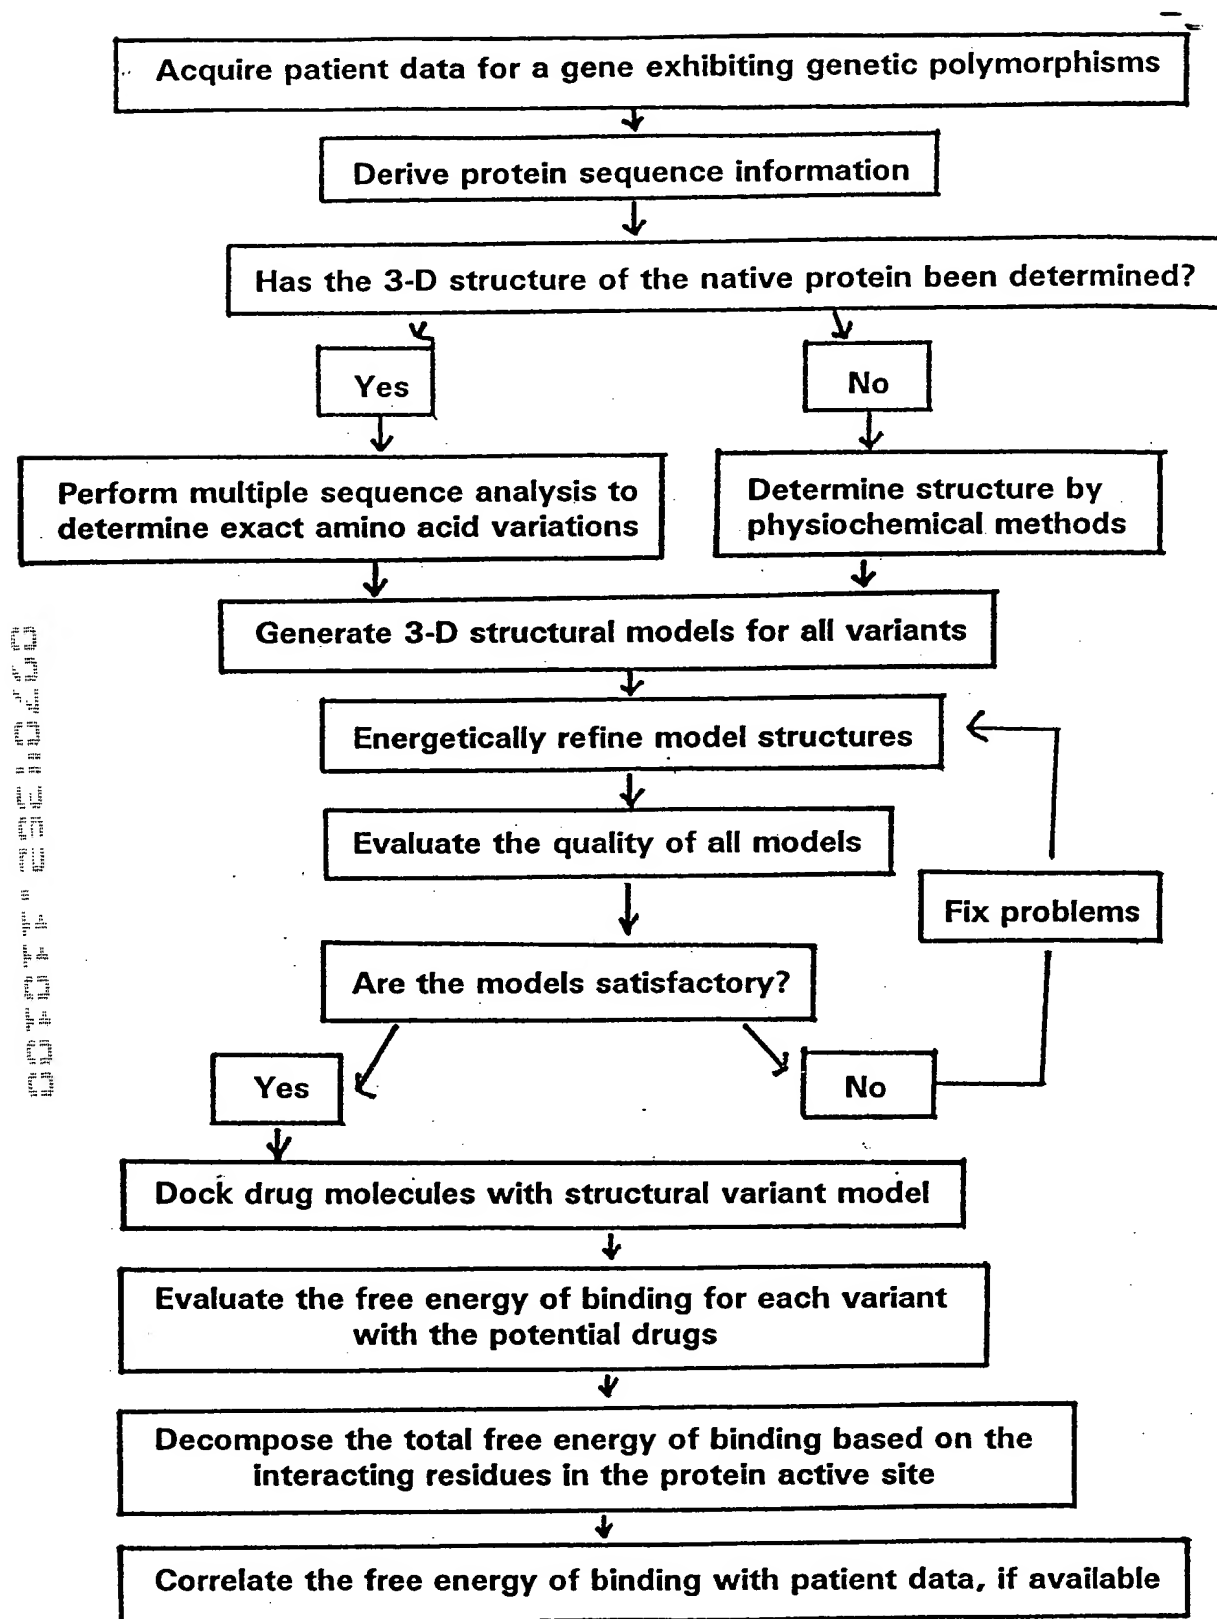 Acquire patient data for a gene exhibiting genetic polymorphisms
Derive protein sequence information
Has the 3-D structure of the native protein been determined?
Yes
No
Perform multiple sequence analysis to
determine exact amino acid variations
Determine structure by
physiochemical methods
Generate 3-D structural models for all variants
Energetically refine model structures
Evaluate the quality of all models
Fix problems
Are the models satisfactory?
Yes
No
Dock drug molecules with structural variant model
Evaluate the free energy of binding for each variant
with the potential drugs
Decompose the total free energy of binding based on the
interacting residues in the protein active site
Correlate the free energy of binding with patient data, if available